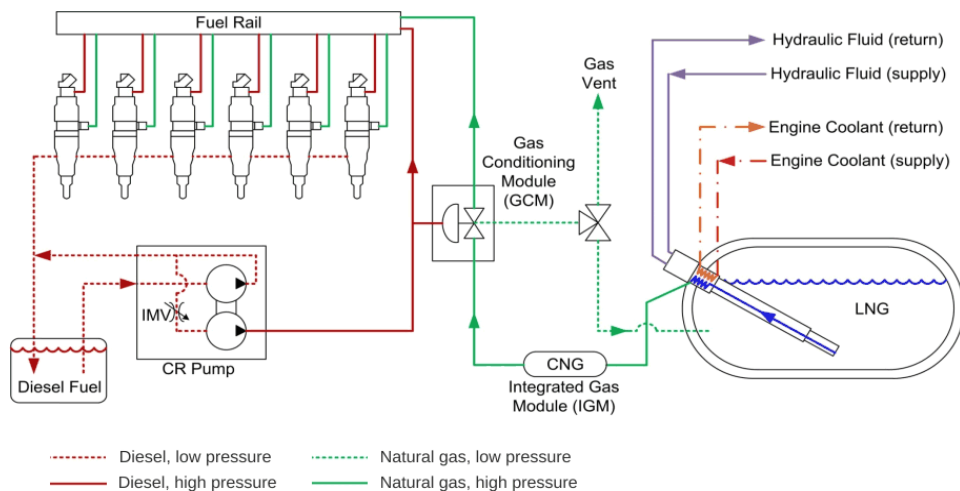 Fuel Rail
Hydraulic Fluid (return)
Hydraulic Fluid (supply)
Gas
Vent
Engine Coolant (return)
Engine Coolant (supply)
Gas
Conditioning
Module
(GCM)
LNG
IMV
CR Pump
Diesel Fuel
CNG
Integrated Gas
Module (IGM)
Diesel, low pressure
Natural gas, low pressure
Diesel, high pressure
Natural gas, high pressure